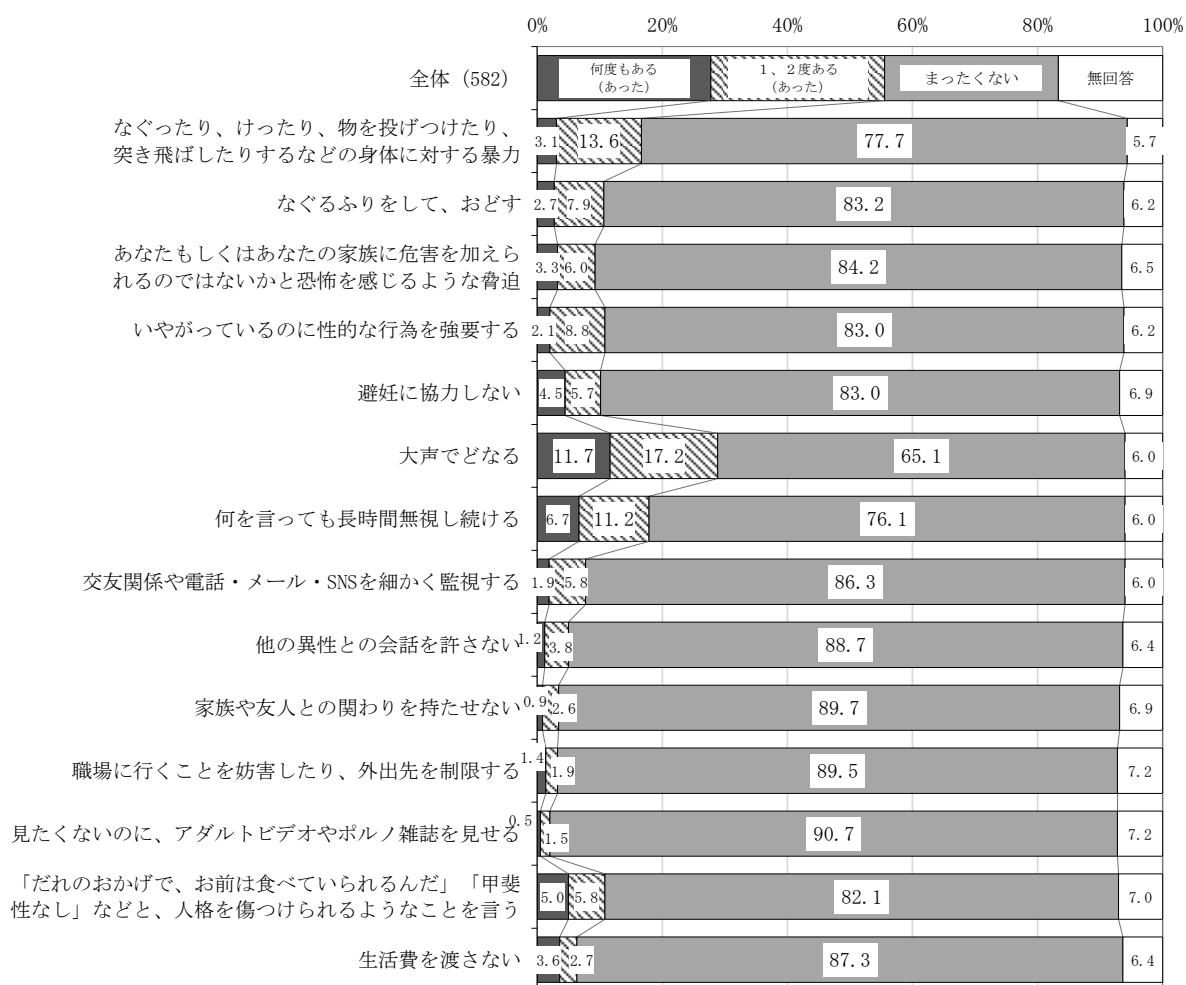 0%　20%　40%　60%　80%　100%
全体（582）　何度もある　１、２度ある　まったくない　無回答
（あった）　（あった）
なぐったり、けったり、物を投げつけたり、
突き飛ばしたりするなどの身体に対する暴力
3.1　13.6　77.7　5.7
なぐるふりをして、おどす　2.7　7.9　83.2　6.2
あなたもしくはあなたの家族に危害を加えら
れるのではないかと恐怖を感じるような脅迫
3.3　6.0　84.2　6.5
いやがっているのに性的な行為を強要する　2.1　8.8　83.0　6.2
避妊に協力しない　4.5　5.7　83.0　6.9
大声でどなる　11.7　17.2　65.1　6.0
何を言っても長時間無視し続ける　6.7　11.2　76.1　6.0
交友関係や電話・メール・SNSを細かく監視する　1.9　5.8　86.3　6.0
他の異性との会話を許さない　1.2　3.8　88.7　6.4
家族や友人との関わりを持たせない　0.9　2.6　89.7　6.9
職場に行くことを妨害したり、外出先を制限する　1.4　1.9　89.5　7.2
見たくないのに、アダルトビデオやポルノ雑誌を見せる　0.5　1.5　90.7　7.2
「だれのおかげで、お前は食べていられるんだ」「甲斐
性なし」などと、人格を傷つけられるようなことを言う
5.0　5.8　82.1　7.0
生活費を渡さない　3.6　2.7　87.3　6.4